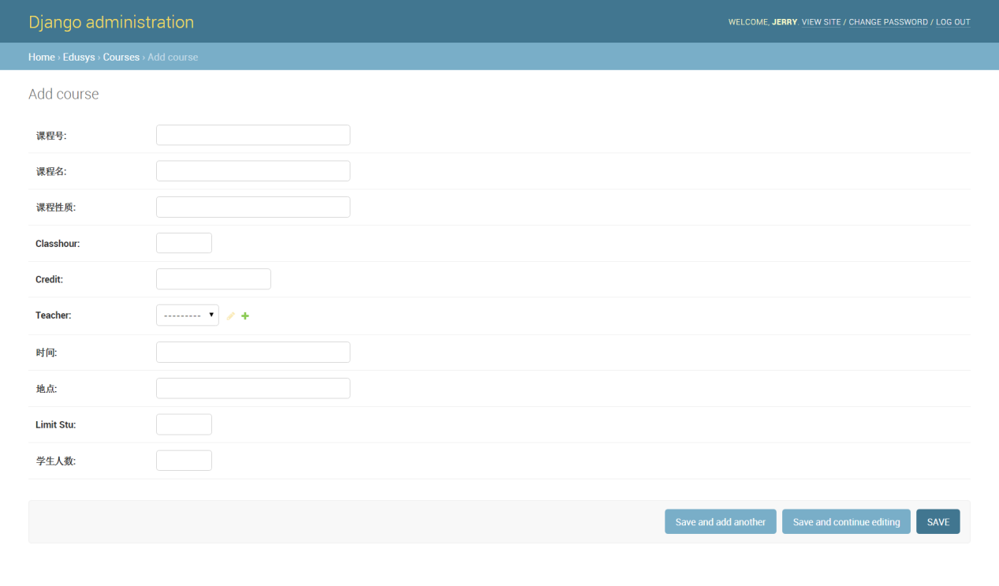 Django administration
WELCOME, JERRY. VIEW SITE / CHANGE PASSWORD / LOG OUT
Home › Edusys › Courses › Add course
Add course
课程号:
课程名:
课程性质:
Classhour:
Credit:
Teacher: ---------
时间:
地点:
Limit Stu:
学生人数:
Save and add another Save and continue editing SAVE